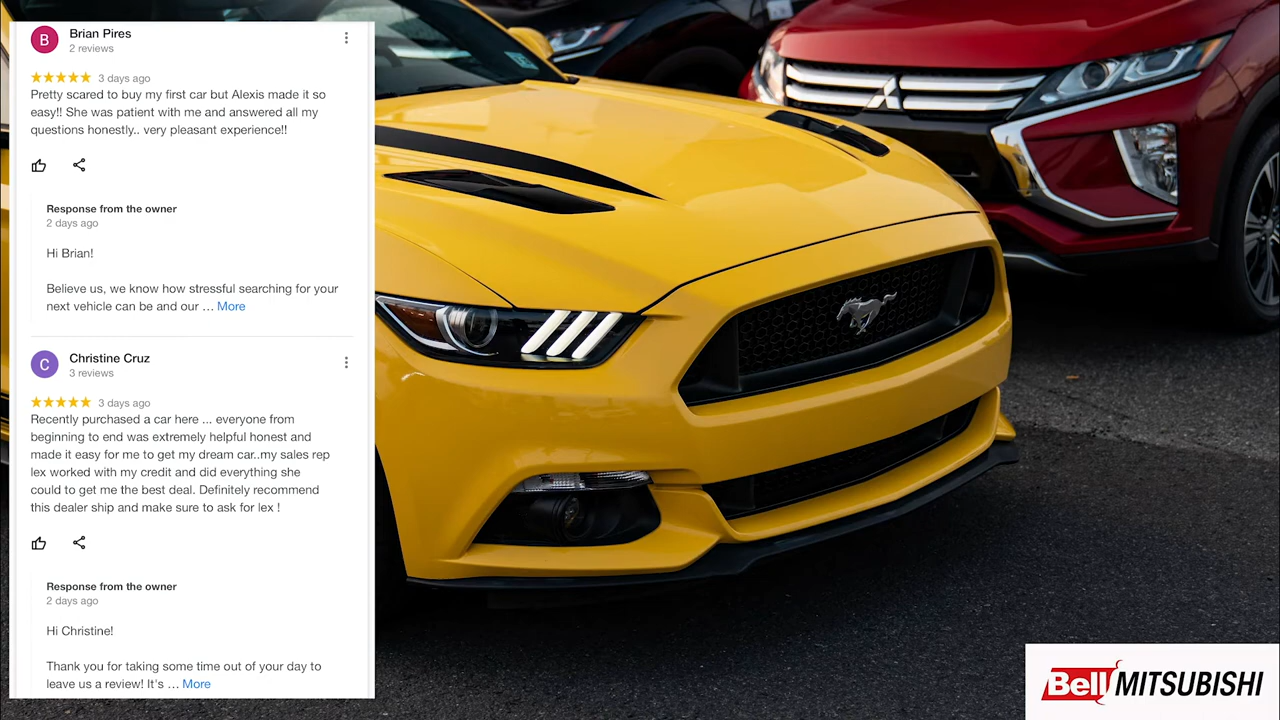 B
Brian Pires
2 reviews
3 days ago
Pretty scared to buy my first car but Alexis made it so
easy!! She was patient with me and answered all my
questions honestly.. very pleasant experience!!
Response from the owner
2 days ago
Hi Brian!
Believe us, we know how stressful searching for your
next vehicle can be and our ... More
C
Christine Cruz
3 reviews
3 days ago
Recently purchased a car here ... everyone from
beginning to end was extremely helpful honest and
made it easy for me to get my dream car..my sales rep
lex worked with my credit and did everything she
could to get me the best deal. Definitely recommend
this dealer ship and make sure to ask for lex !
Response from the owner
2 days ago
Hi Christine!
Thank you for taking some time out of your day to
leave us a review! It's ... More
Bell MITSUBISHI